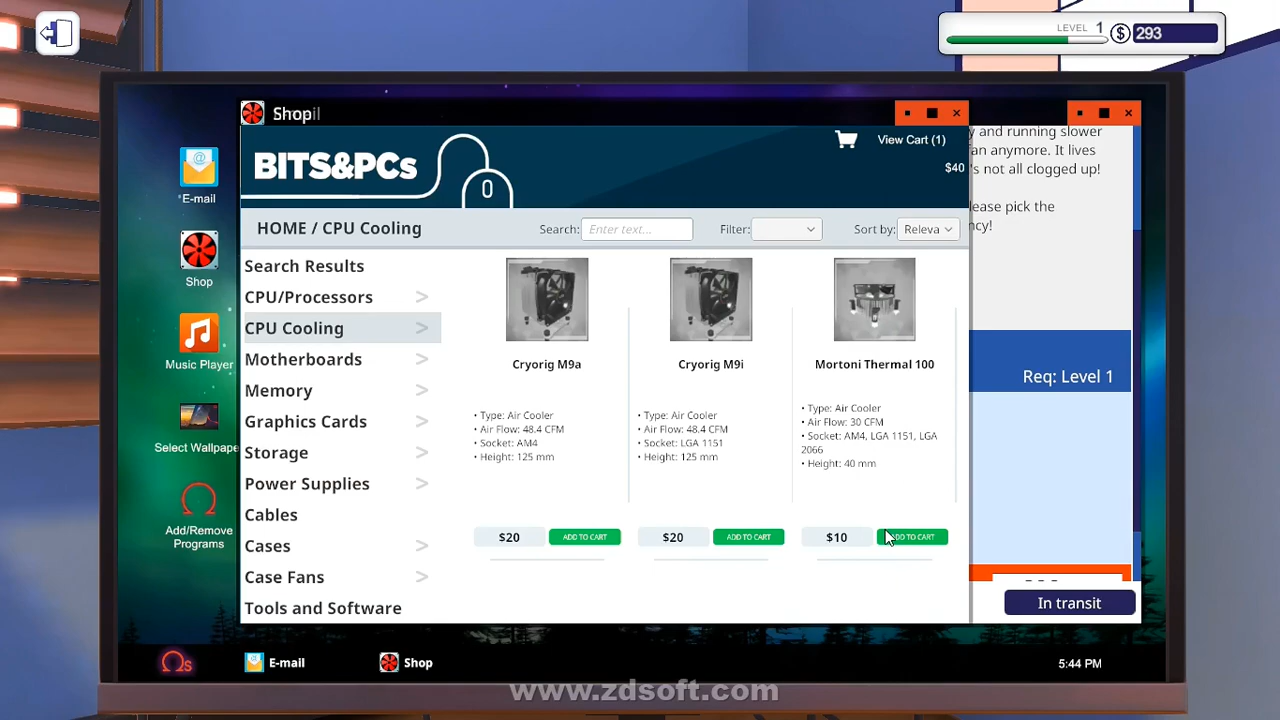 LEVEL 1
$ 293
Shop
BITS&PCs
View Cart (1)
$40
HOME / CPU Cooling
Search:
Enter text...
Filter:
Sort by:
Releva
Search Results
CPU/Processors >
CPU Cooling >
Motherboards >
Memory >
Graphics Cards >
Storage >
Power Supplies >
Cables
Cases >
Case Fans >
Tools and Software
Cryorig M9a
• Type: Air Cooler
• Air Flow: 48.4 CFM
• Socket: AM4
• Height: 125 mm
$20
ADD TO CART
Cryorig M9i
• Type: Air Cooler
• Air Flow: 48.4 CFM
• Socket: LGA 1151
• Height: 125 mm
$20
ADD TO CART
Mortoni Thermal 100
• Type: Air Cooler
• Air Flow: 30 CFM
• Socket: AM4, LGA 1151, LGA
2066
• Height: 40 mm
$10
ADD TO CART
y and running slower
an anymore. It lives
s not all clogged up!
lease pick the
ncy!
Req: Level 1
In transit
E-mail
Shop
Music Player
Select Wallpape
Add/Remove
Programs
Ωs
E-mail
Shop
5:44 PM
www.zdsoft.com